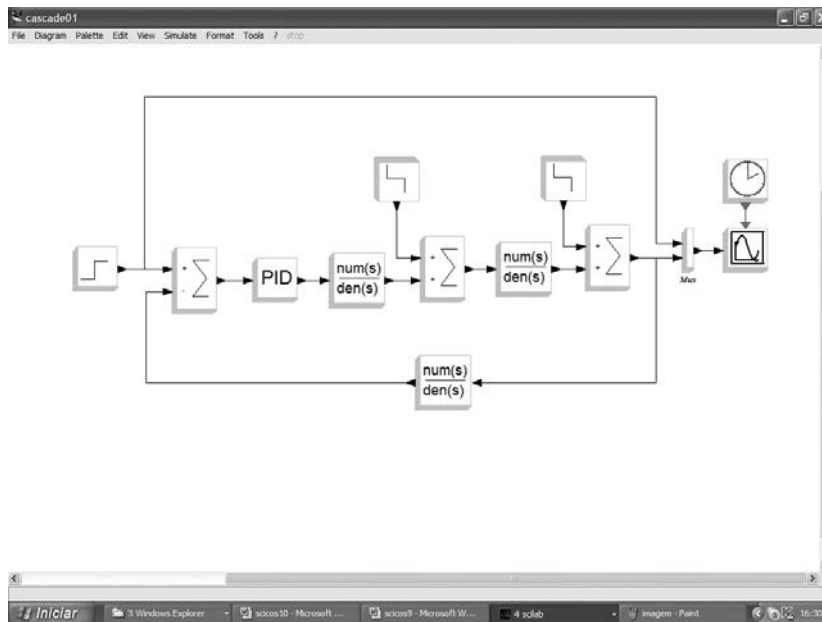 cascade01
File Diagram Palette Edit View Simulate Format Tools ? stop
PID
num(s)
den(s)
num(s)
den(s)
Mux
num(s)
den(s)
Iniciar
3 Windows Explorer
scicos10 - Microsoft ...
scicos9 - Microsoft W...
4 scilab
imagem - Paint
16:30